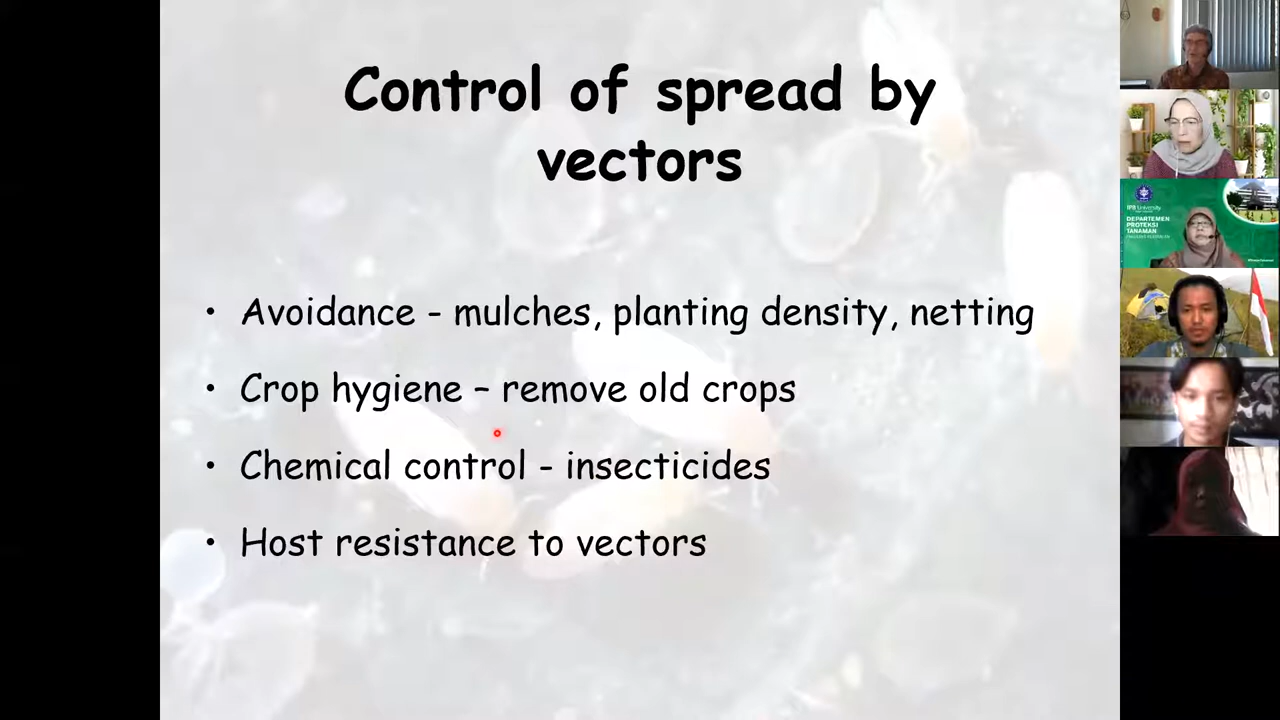 Control of spread by
vectors
• Avoidance - mulches, planting density, netting
• Crop hygiene – remove old crops
• Chemical control - insecticides
• Host resistance to vectors
IPB University
DEPARTEMEN
PROTEKSI
TANAMAN